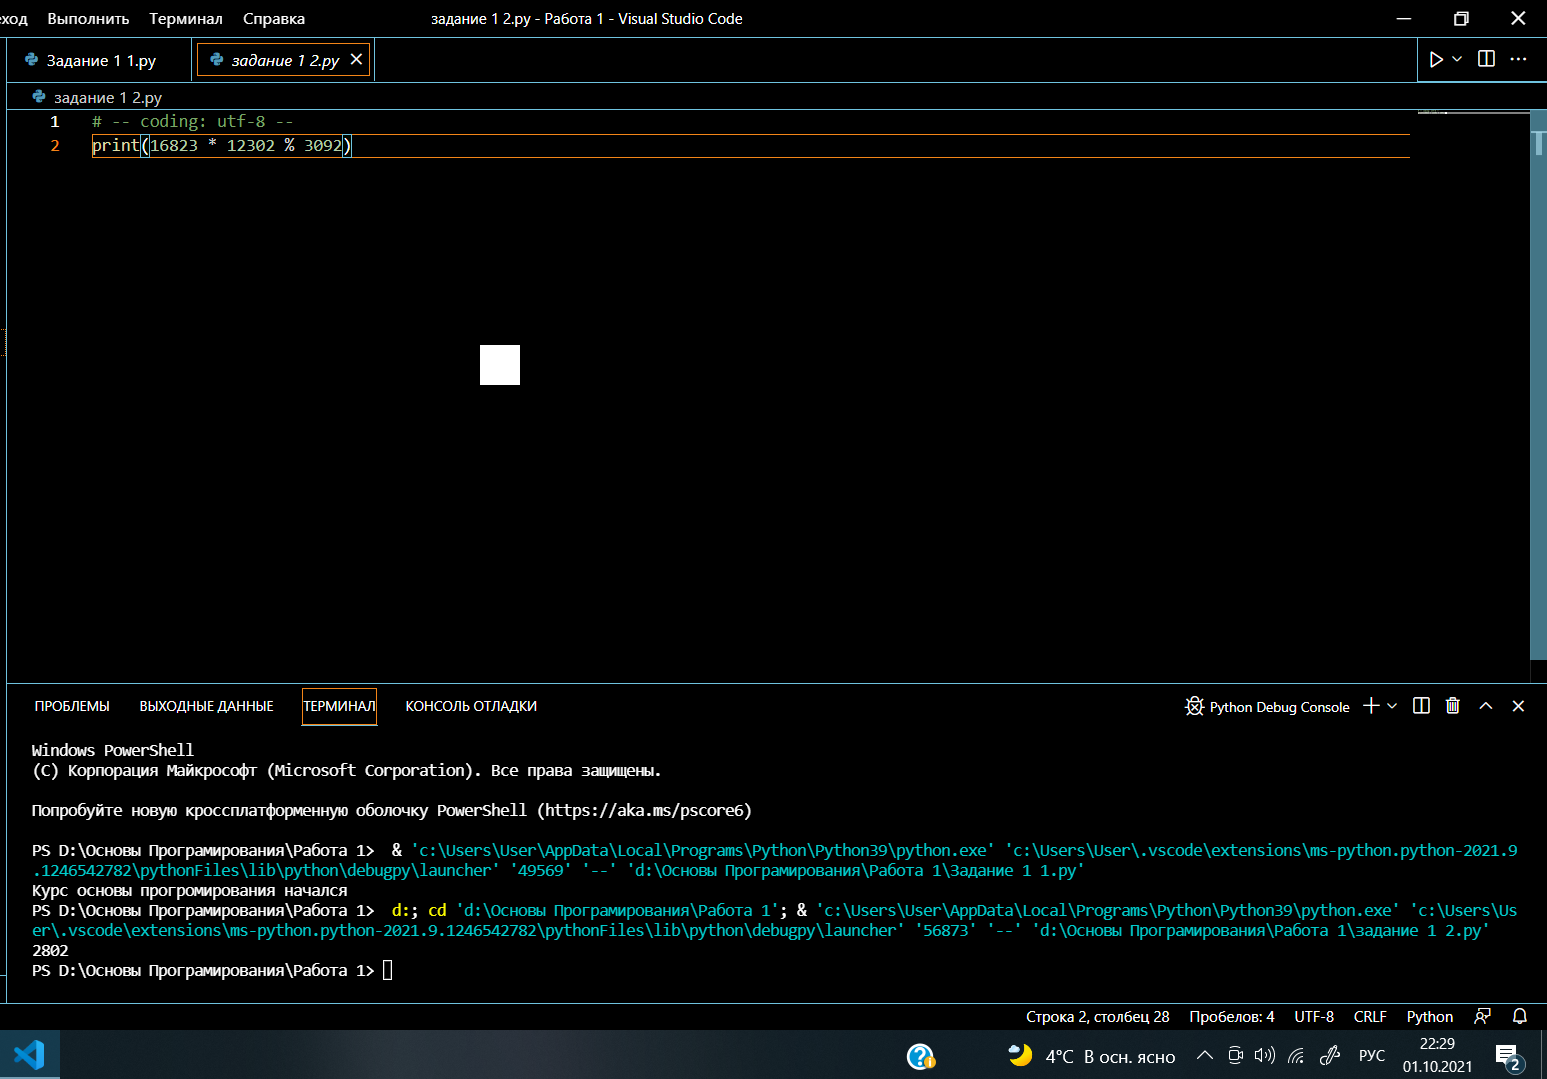 ход Выполнить Терминал Справка задание 1 2.py - Работа 1 - Visual Studio Code
Задание 1 1.py задание 1 2.py
задание 1 2.py
1 # -- coding: utf-8 --
2 print(16823 * 12302 % 3092)
ПРОБЛЕМЫ ВЫХОДНЫЕ ДАННЫЕ ТЕРМИНАЛ КОНСОЛЬ ОТЛАДКИ Python Debug Console
Windows PowerShell
(C) Корпорация Майкрософт (Microsoft Corporation). Все права защищены.
Попробуйте новую кроссплатформенную оболочку PowerShell (https://aka.ms/pscore6)
PS D:\Основы Програмирования\Работа 1>  & 'c:\Users\User\AppData\Local\Programs\Python\Python39\python.exe' 'c:\Users\User\.vscode\extensions\ms-python.python-2021.9
.1246542782\pythonFiles\lib\python\debugpy\launcher' '49569' '--' 'd:\Основы Програмирования\Работа 1\Задание 1 1.py'
Курс основы прогромирования начался
PS D:\Основы Програмирования\Работа 1>  d:; cd 'd:\Основы Програмирования\Работа 1'; & 'c:\Users\User\AppData\Local\Programs\Python\Python39\python.exe' 'c:\Users\Us
er\.vscode\extensions\ms-python.python-2021.9.1246542782\pythonFiles\lib\python\debugpy\launcher' '56873' '--' 'd:\Основы Програмирования\Работа 1\задание 1 2.py'
2802
PS D:\Основы Програмирования\Работа 1>
Строка 2, столбец 28 Пробелов: 4 UTF-8 CRLF Python
4°C В осн. ясно РУС 22:29
01.10.2021 2